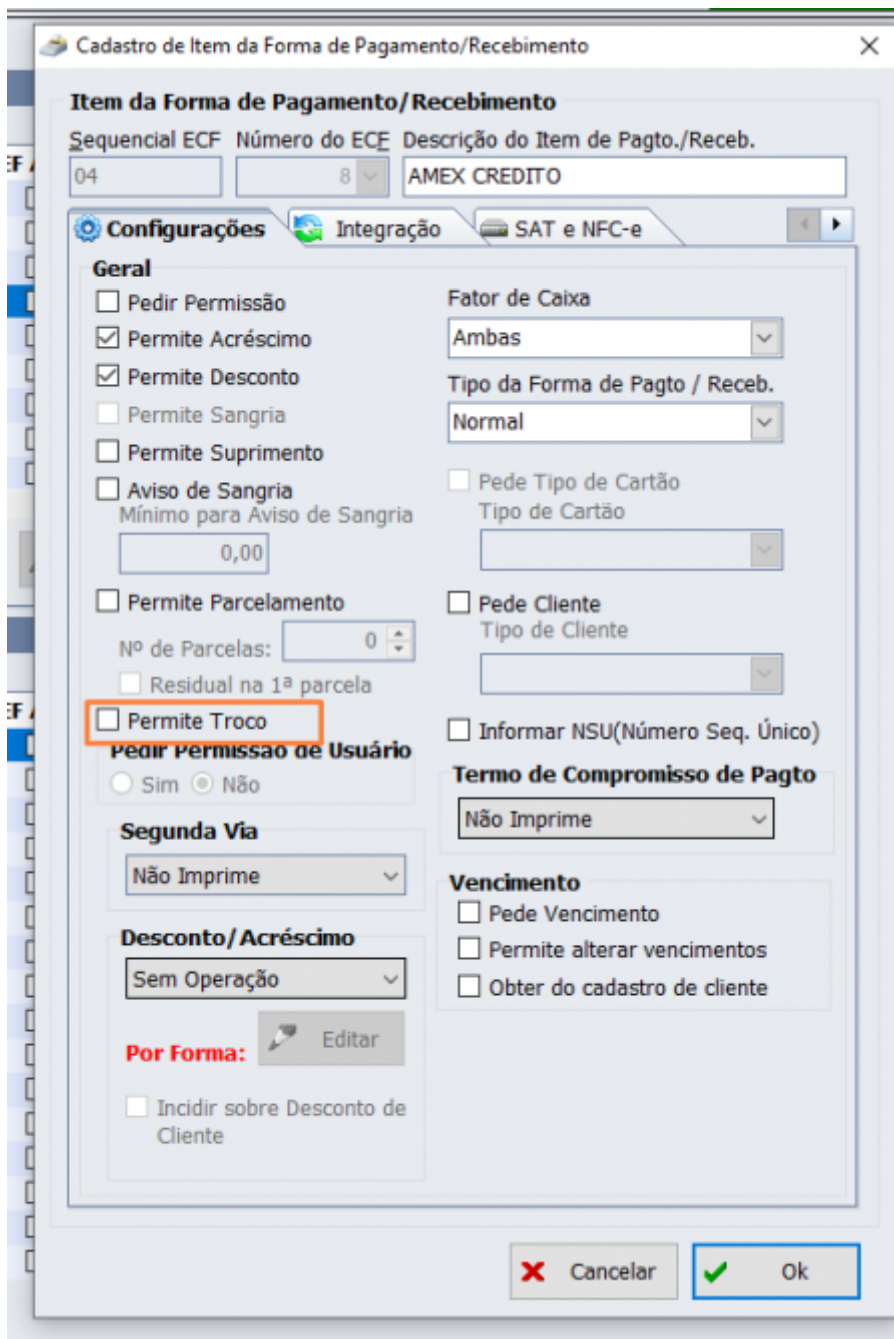 Cadastro de Item da Forma de Pagamento/Recebimento
Item da Forma de Pagamento/Recebimento
Sequencial ECF Número do ECF Descrição do Item de Pagto./Receb.
04 8 AMEX CREDITO
Configurações Integração SAT e NFC-e
Geral
Pedir Permissão
Permite Acréscimo
Permite Desconto
Permite Sangria
Permite Suprimento
Aviso de Sangria
Mínimo para Aviso de Sangria
0,00
Permite Parcelamento
Nº de Parcelas: 0
Residual na 1ª parcela
Permite Troco
Pedir Permissão de Usuário
Sim Não
Segunda Via
Não Imprime
Desconto/Acréscimo
Sem Operação
Por Forma: Editar
Incidir sobre Desconto de
Cliente
Fator de Caixa
Ambas
Tipo da Forma de Pagto / Receb.
Normal
Pede Tipo de Cartão
Tipo de Cartão
Pede Cliente
Tipo de Cliente
Informar NSU(Número Seq. Único)
Termo de Compromisso de Pagto
Não Imprime
Vencimento
Pede Vencimento
Permite alterar vencimentos
Obter do cadastro de cliente
Cancelar Ok